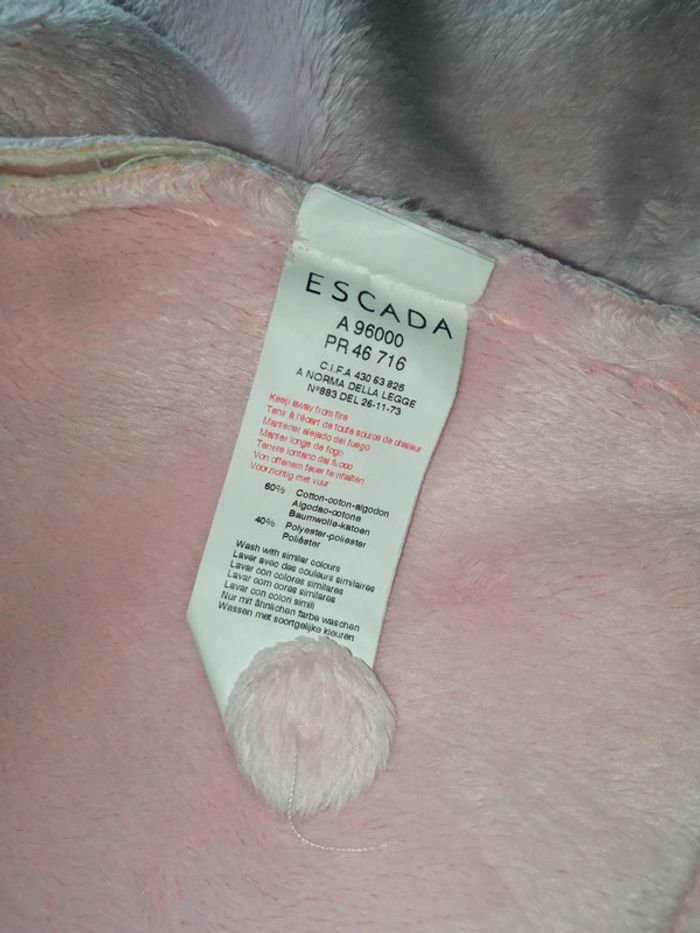 ESCADA
A 96000
PR 46 716
C.I.F.A 430 63 825
A NORMA DELLA LEGGE
Nº883 DEL 26-11-73
Keep away from fire
Tenir à l'écart de toute source de chaleur
Mantener alejado del fuego
Manter longe de fogo
Tenere lontano dal fuoco
Von offenem feuer fernhalten
Voorzichtig met vuur
60% Cotton-coton-algodon
Algodao-cotone
Baumwolle-katoen
40% Polyester-poliester
Poliéster
Wash with similar colours
Laver avec des couleurs similaires
Lavar con colores similares
Lavar com cores similares
Lavar con colori simili
Nur mit ähnlichen farbe waschen
Wassen met soortgelijke kleuren